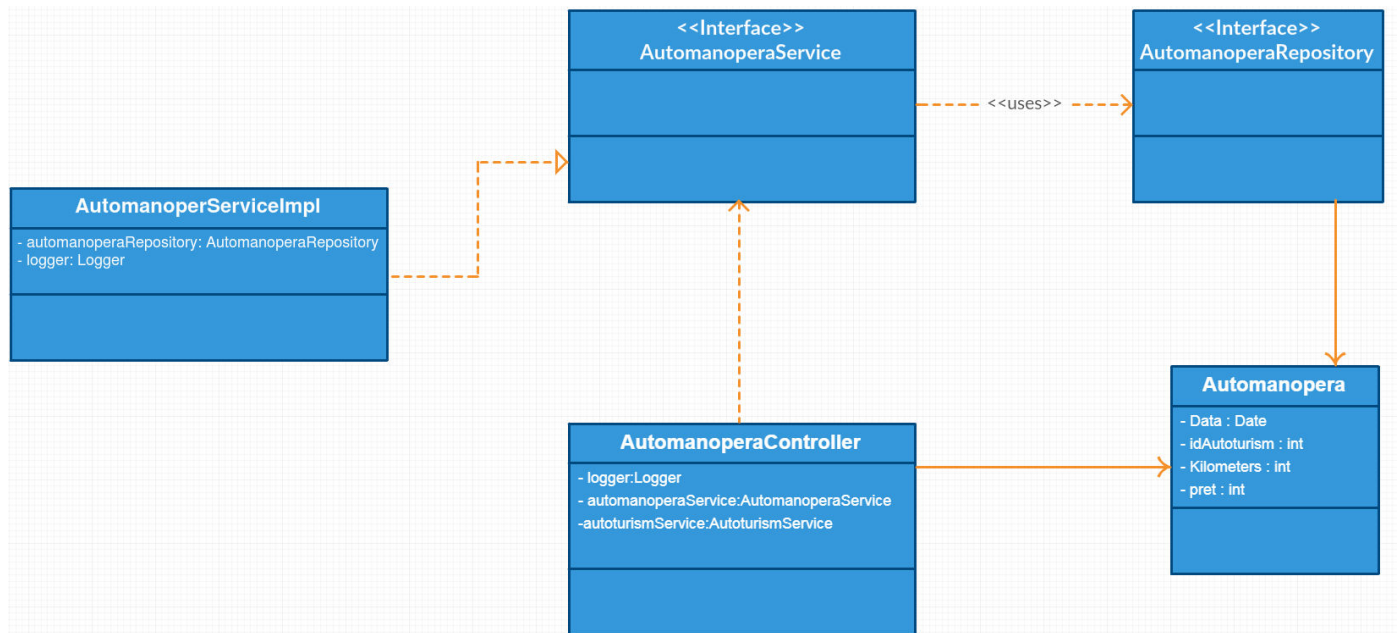 <<Interface>>
AutomanoperaService
<<Interface>>
AutomanoperaRepository
<<uses>>
AutomanoperServiceImpl
- automanoperaRepository: AutomanoperaRepository
- logger: Logger
AutomanoperaController
- logger:Logger
- automanoperaService:AutomanoperaService
-autoturismService:AutoturismService
Automanopera
- Data : Date
- idAutoturism : int
- Kilometers : int
- pret : int